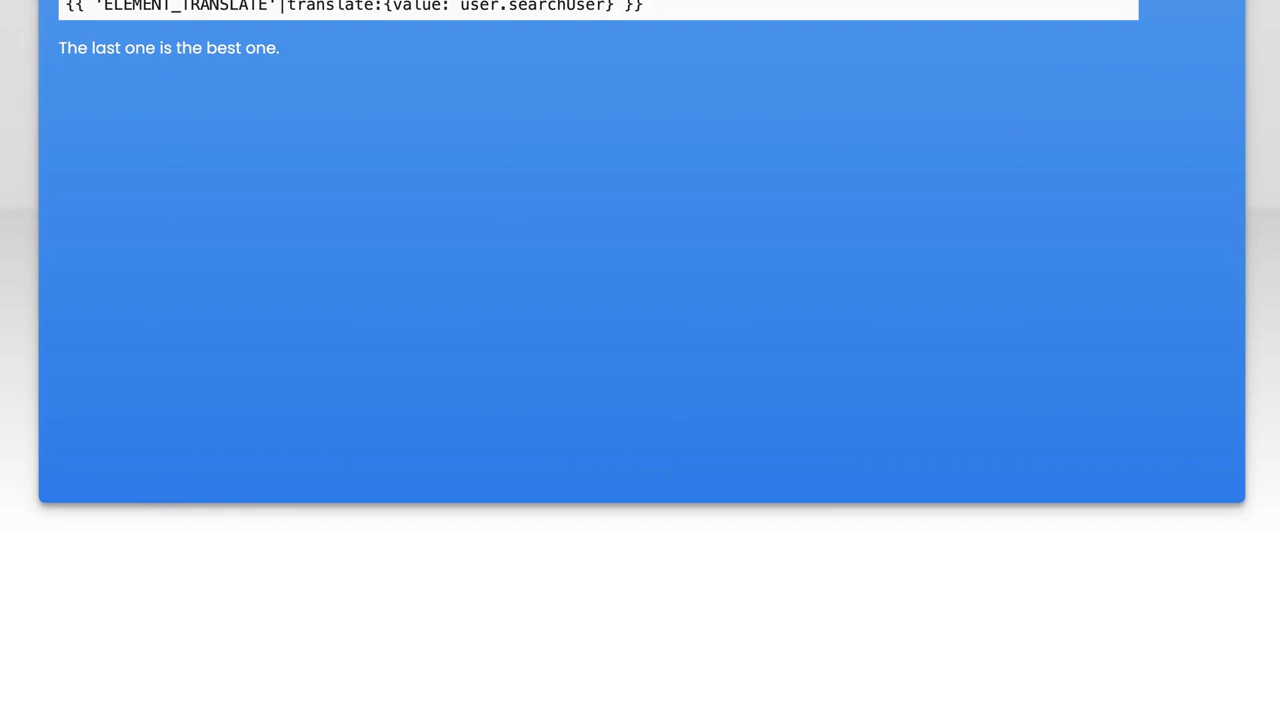 {{ 'ELEMENT_TRANSLATE'|translate:{value: user.searchUser} }}
The last one is the best one.